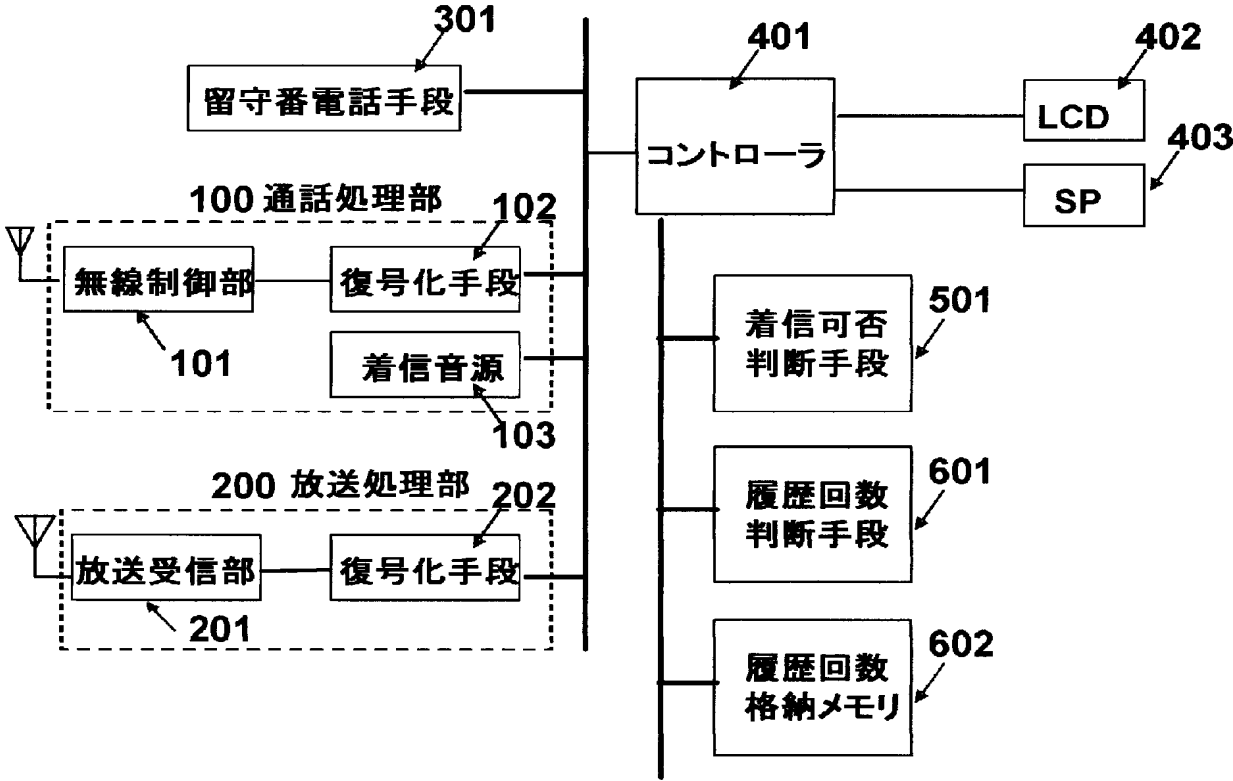 301
留守番電話手段
401
コントローラ
402
LCD
403
SP
100 通話処理部
102
無線制御部
復号化手段
101
着信音源
103
200 放送処理部
202
放送受信部
復号化手段
201
501
着信可否
判断手段
601
履歴回数
判断手段
602
履歴回数
格納メモリ